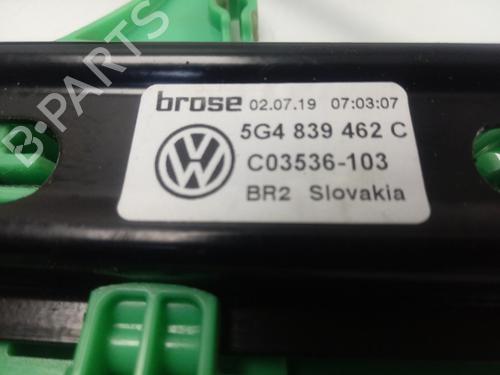 brose 02.07.19 07:03:07
5G4 839 462 C
C03536-103
BR2 Slovakia
B-PARTS